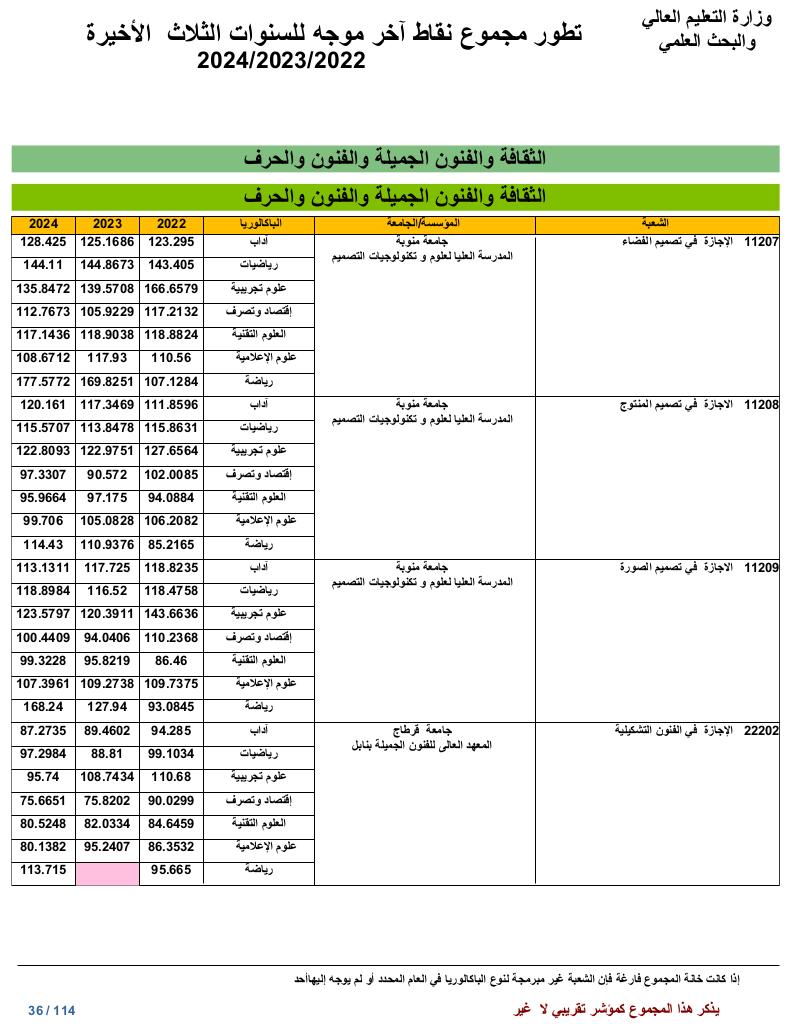 وزارة التعليم العالي
والبحث العلمي
تطور مجموع نقاط آخر موجه للسنوات الثلاث الأخيرة
2024/2023/2022
الثقافة والفنون الجميلة والفنون والحرف
الثقافة والفنون الجميلة والفنون والحرف
الشعبة المؤسسة/الجامعة الباكالوريا 2022 2023 2024
11207 الإجازة في تصميم الفضاء جامعة منوبة آداب 123.295 125.1686 128.425
المدرسة العليا لعلوم و تكنولوجيات التصميم رياضيات 143.405 144.8673 144.11
علوم تجريبية 166.6579 139.5708 135.8472
إقتصاد وتصرف 117.2132 105.9229 112.7673
العلوم التقنية 118.8824 118.9038 117.1436
علوم الإعلامية 110.56 117.93 108.6712
رياضة 107.1284 169.8251 177.5772
11208 الاجازة في تصميم المنتوج جامعة منوبة آداب 111.8596 117.3469 120.161
المدرسة العليا لعلوم و تكنولوجيات التصميم رياضيات 115.8631 113.8478 115.5707
علوم تجريبية 127.6564 122.9751 122.8093
إقتصاد وتصرف 102.0085 90.572 97.3307
العلوم التقنية 94.0884 97.175 95.9664
علوم الإعلامية 106.2082 105.0828 99.706
رياضة 85.2165 110.9376 114.43
11209 الاجازة في تصميم الصورة جامعة منوبة آداب 118.8235 117.725 113.1311
المدرسة العليا لعلوم و تكنولوجيات التصميم رياضيات 118.4758 116.52 118.8984
علوم تجريبية 143.6636 120.3911 123.5797
إقتصاد وتصرف 110.2368 94.0406 100.4409
العلوم التقنية 86.46 95.8219 99.3228
علوم الإعلامية 109.7375 109.2738 107.3961
رياضة 93.0845 127.94 168.24
22202 الإجازة في الفنون التشكيلية جامعة قرطاج آداب 94.285 89.4602 87.2735
المعهد العالى للفنون الجميلة بنابل رياضيات 99.1034 88.81 97.2984
علوم تجريبية 110.68 108.7434 95.74
إقتصاد وتصرف 90.0299 75.8202 75.6651
العلوم التقنية 84.6459 82.0334 80.5248
علوم الإعلامية 86.3532 95.2407 80.1382
رياضة 95.665 113.715
إذا كانت خانة المجموع فارغة فإن الشعبة غير مبرمجة لنوع الباكالوريا في العام المحدد أو لم يوجه إليهاأحد
يذكر هذا المجموع كمؤشر تقريبي لا غير
36 / 114